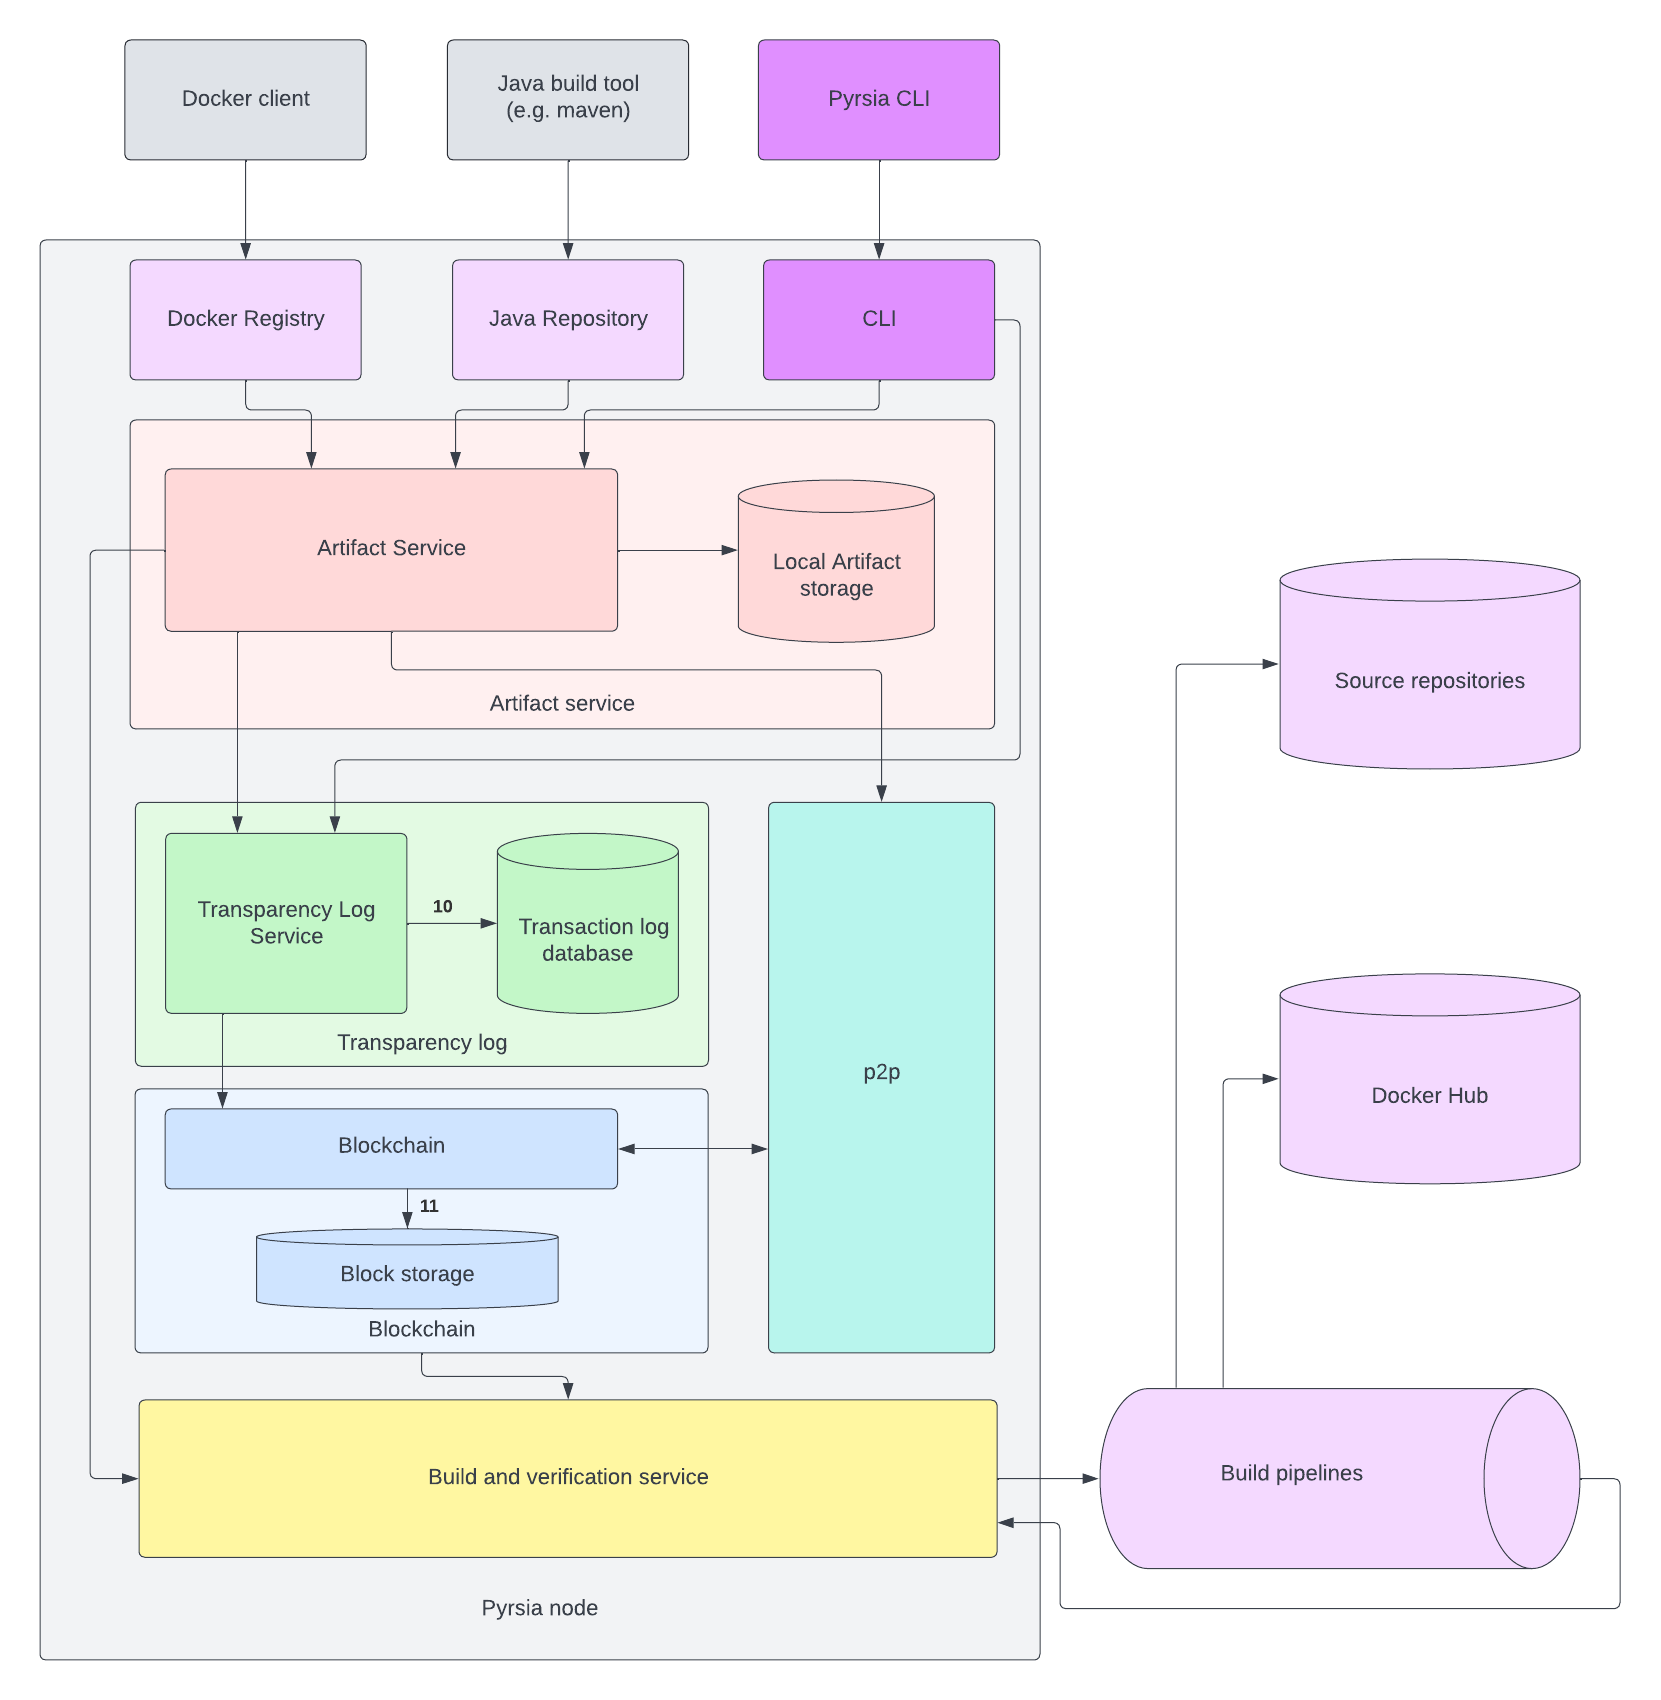 Docker client
Java build tool
(e.g. maven)
Pyrsia CLI
Docker Registry
Java Repository
CLI
Artifact Service
Local Artifact
storage
Artifact service
Source repositories
Transparency Log
Service
10
Transaction log
database
Transparency log
p2p
Docker Hub
Blockchain
11
Block storage
Blockchain
Build and verification service
Build pipelines
Pyrsia node